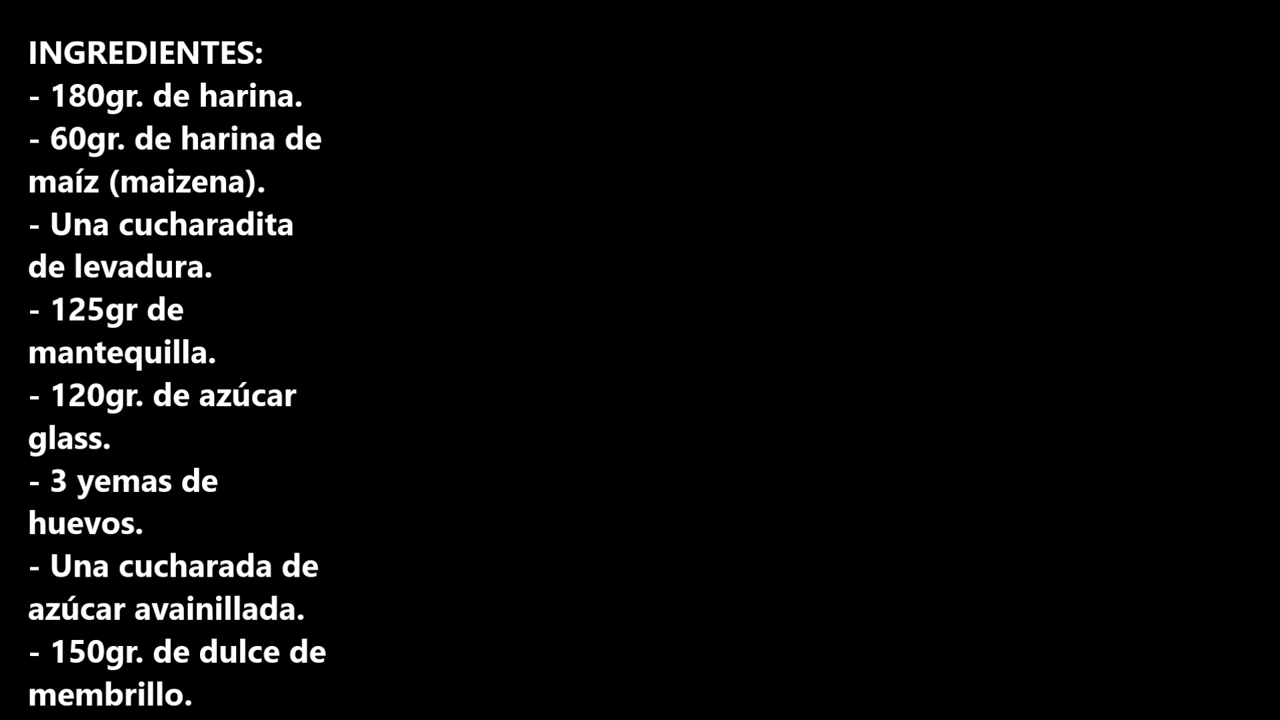 INGREDIENTES:
- 180gr. de harina.
- 60gr. de harina de
maíz (maizena).
- Una cucharadita
de levadura.
- 125gr de
mantequilla.
- 120gr. de azúcar
glass.
- 3 yemas de
huevos.
- Una cucharada de
azúcar avainillada.
- 150gr. de dulce de
membrillo.